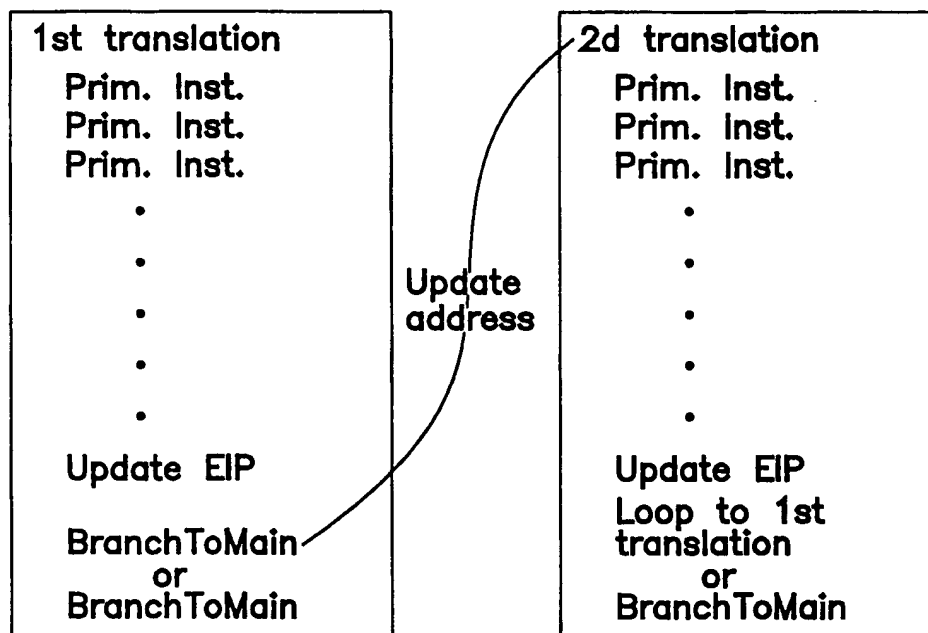 1st translation
Prim. Inst.
Prim. Inst.
Prim. Inst.
Update EIP
BranchToMain
or
BranchToMain
Update
address
2d translation
Prim. Inst.
Prim. Inst.
Prim. Inst.
Update EIP
Loop to 1st
translation
or
BranchToMain